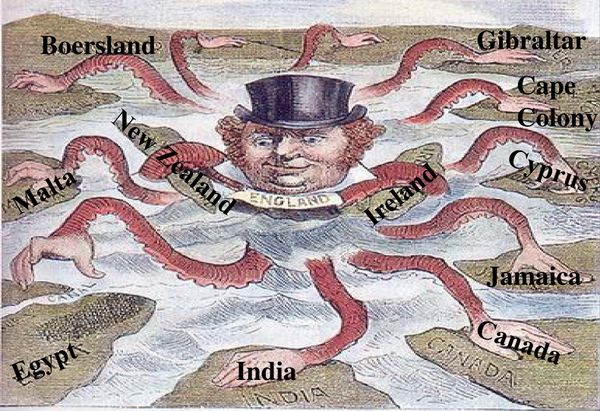 Boersland
Gibraltar
Cape
Colony
New Zealand
Malta
Cyprus
ENGLAND
Ireland
Jamaica
Canada
CANADA
Egypt
India
INDIA